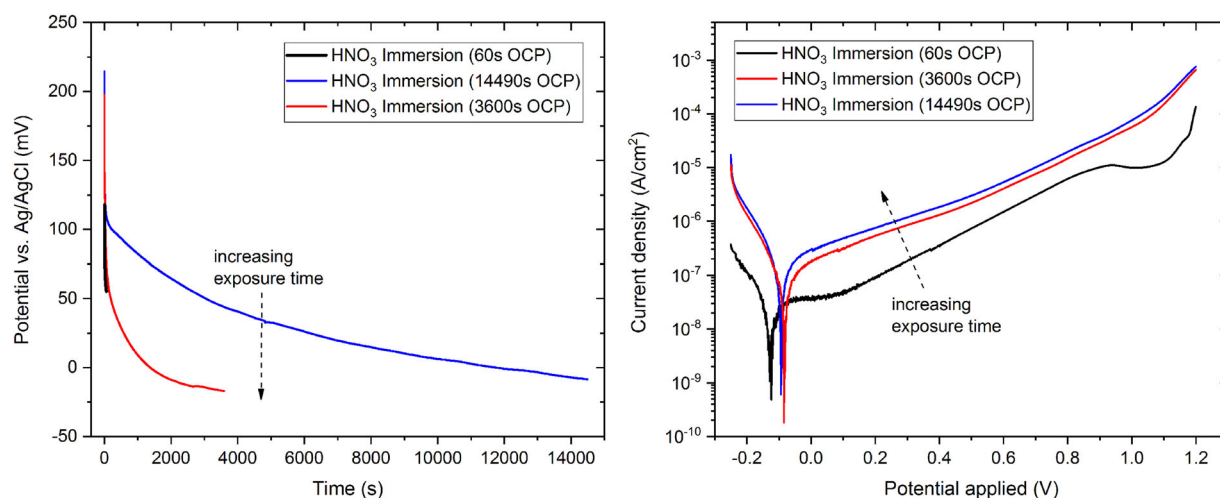 250
200
150
100
50
0
-50
Potential vs. Ag/AgCl (mV)
HNO₃ Immersion (60s OCP)
HNO₃ Immersion (14490s OCP)
HNO₃ Immersion (3600s OCP)
increasing
exposure time
0 2000 4000 6000 8000 10000 12000 14000
Time (s)
10⁻³
10⁻⁴
10⁻⁵
10⁻⁶
10⁻⁷
10⁻⁸
10⁻⁹
10⁻¹⁰
Current density (A/cm²)
HNO₃ Immersion (60s OCP)
HNO₃ Immersion (3600s OCP)
HNO₃ Immersion (14490s OCP)
increasing
exposure time
-0.2 0.0 0.2 0.4 0.6 0.8 1.0 1.2
Potential applied (V)